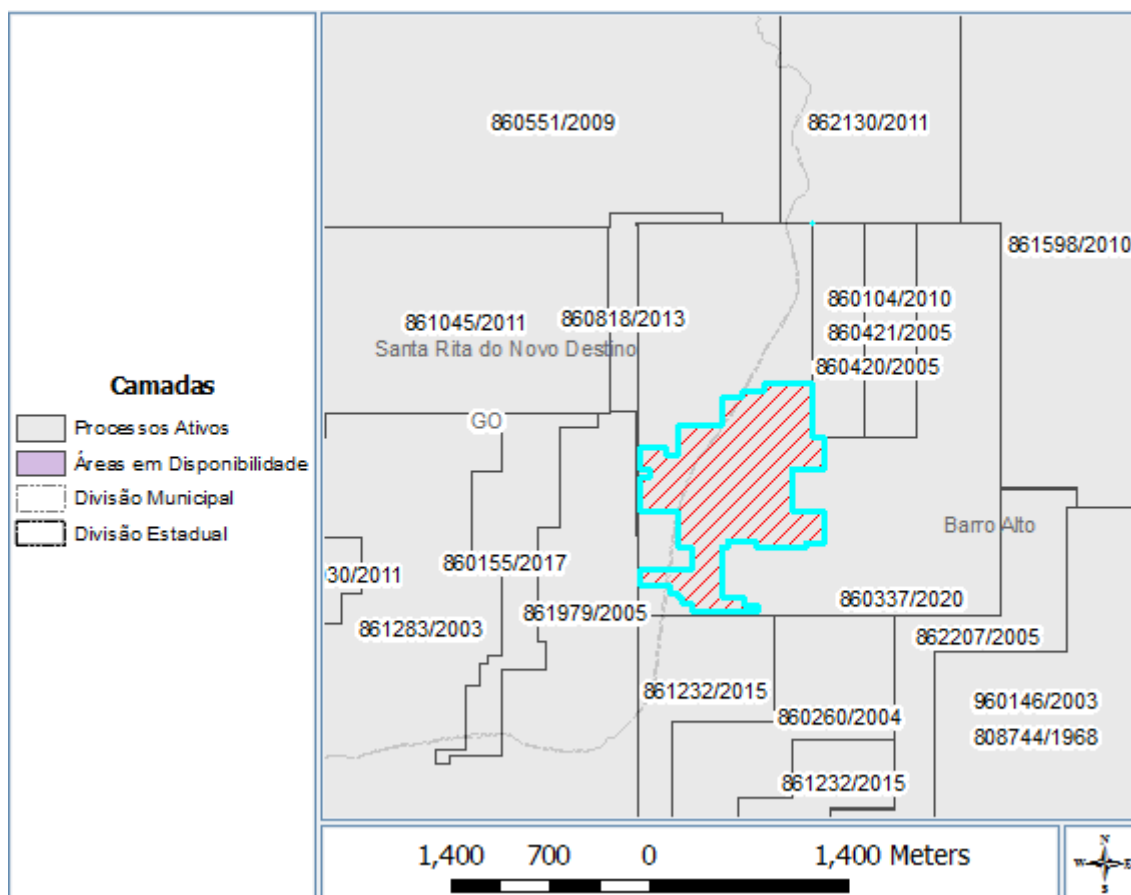 Camadas
Processos Ativos
Áreas em Disponibilidade
Divisão Municipal
Divisão Estadual
860551/2009
862130/2011
861598/2010
860104/2010
861045/2011
860818/2013
860421/2005
Santa Rita do Novo Destino
860420/2005
GO
Barro Alto
860155/2017
30/2011
860337/2020
861979/2005
861283/2003
862207/2005
861232/2015
960146/2003
860260/2004
808744/1968
861232/2015
1,400 700 0 1,400 Meters
N
W E
S